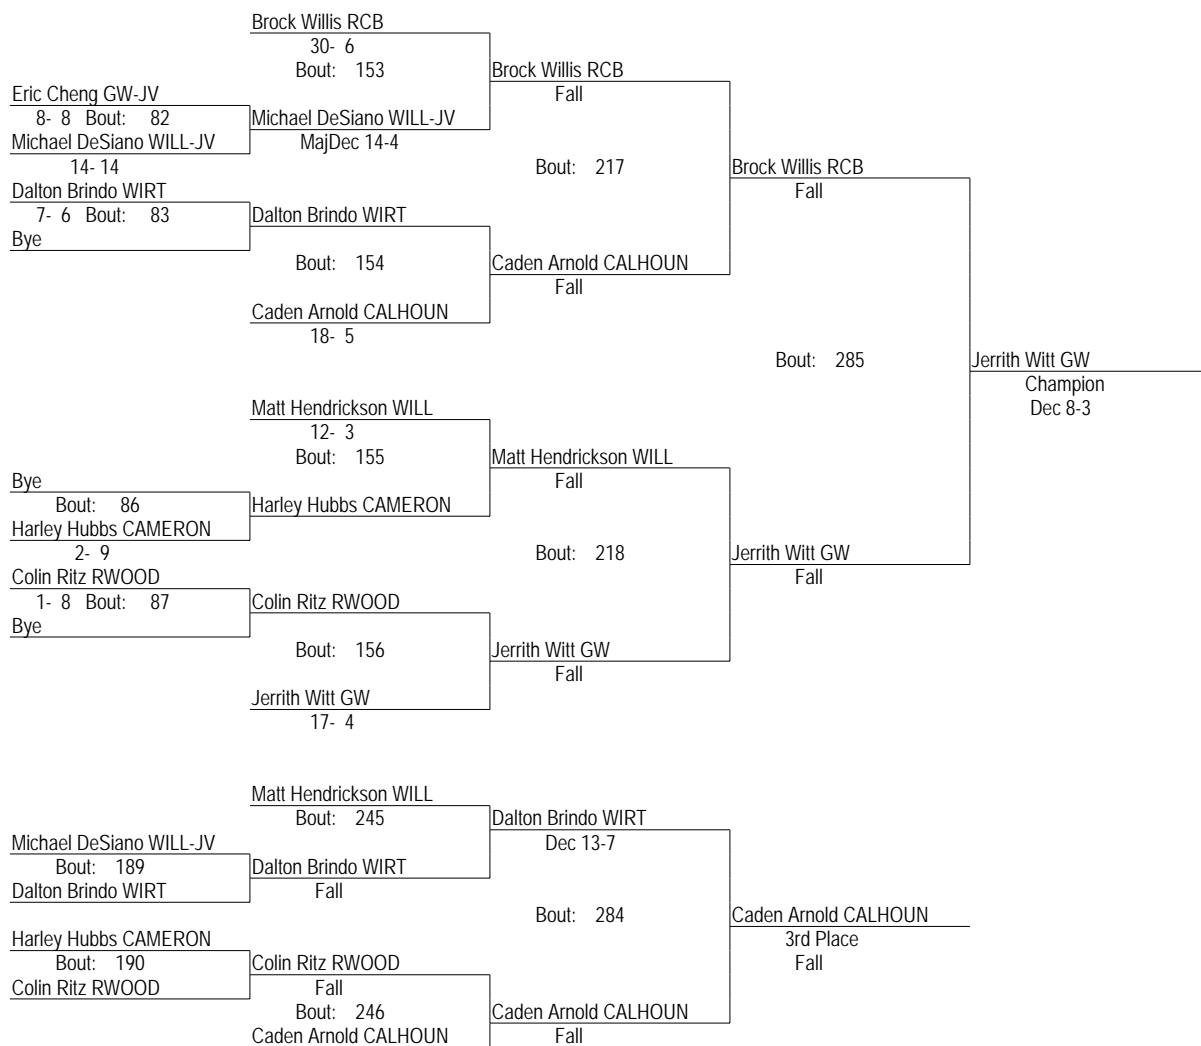 Brock Willis RCB
30- 6
Bout: 153
Brock Willis RCB
Fall
Eric Cheng GW-JV
8- 8 Bout: 82
Michael DeSiano WILL-JV
MajDec 14-4
Michael DeSiano WILL-JV
14- 14
Bout: 217
Brock Willis RCB
Fall
Dalton Brindo WIRT
7- 6 Bout: 83
Dalton Brindo WIRT
Bye
Bout: 154
Caden Arnold CALHOUN
Fall
Caden Arnold CALHOUN
18- 5
Bout: 285
Jerrith Witt GW
Champion
Dec 8-3
Matt Hendrickson WILL
12- 3
Bout: 155
Matt Hendrickson WILL
Fall
Bye
Bout: 86
Harley Hubbs CAMERON
Harley Hubbs CAMERON
2- 9
Bout: 218
Jerrith Witt GW
Fall
Colin Ritz RWOOD
1- 8 Bout: 87
Colin Ritz RWOOD
Bye
Bout: 156
Jerrith Witt GW
Fall
Jerrith Witt GW
17- 4
Matt Hendrickson WILL
Bout: 245
Dalton Brindo WIRT
Dec 13-7
Michael DeSiano WILL-JV
Bout: 189
Dalton Brindo WIRT
Fall
Dalton Brindo WIRT
Bout: 284
Caden Arnold CALHOUN
3rd Place
Fall
Harley Hubbs CAMERON
Bout: 190
Colin Ritz RWOOD
Fall
Colin Ritz RWOOD
Bout: 246
Caden Arnold CALHOUN
Fall
Caden Arnold CALHOUN